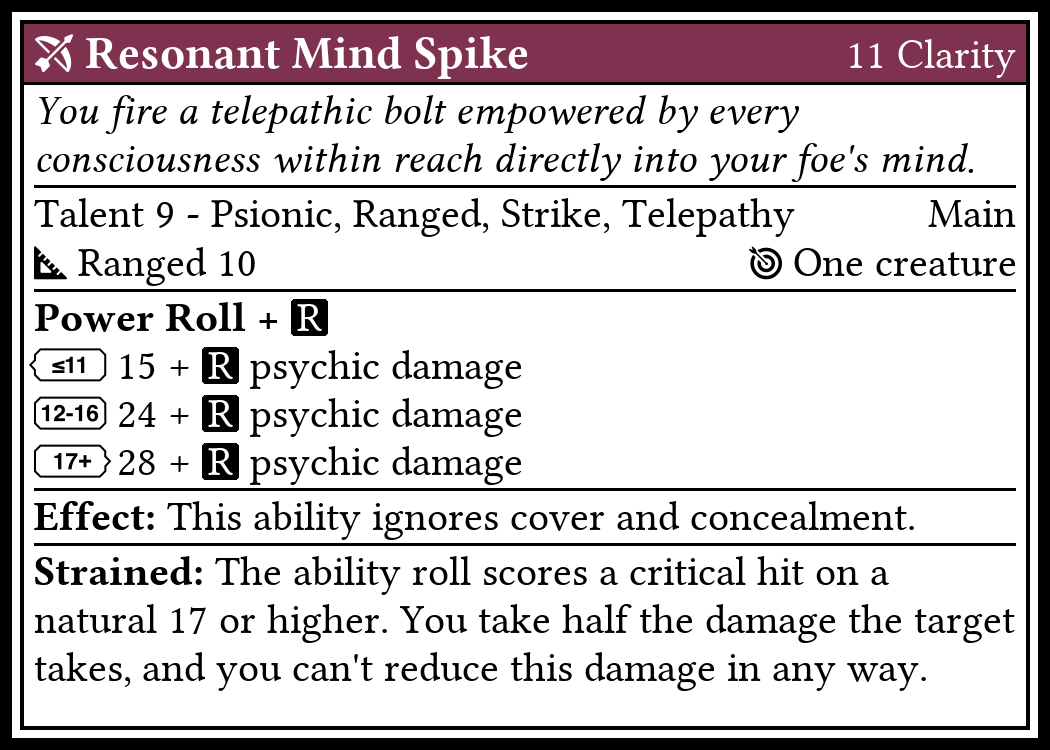 Resonant Mind Spike 11 Clarity
You fire a telepathic bolt empowered by every
consciousness within reach directly into your foe's mind.
Talent 9 - Psionic, Ranged, Strike, Telepathy Main
Ranged 10 One creature
Power Roll + R
≤11 15 + R psychic damage
12-16 24 + R psychic damage
17+ 28 + R psychic damage
Effect: This ability ignores cover and concealment.
Strained: The ability roll scores a critical hit on a
natural 17 or higher. You take half the damage the target
takes, and you can't reduce this damage in any way.